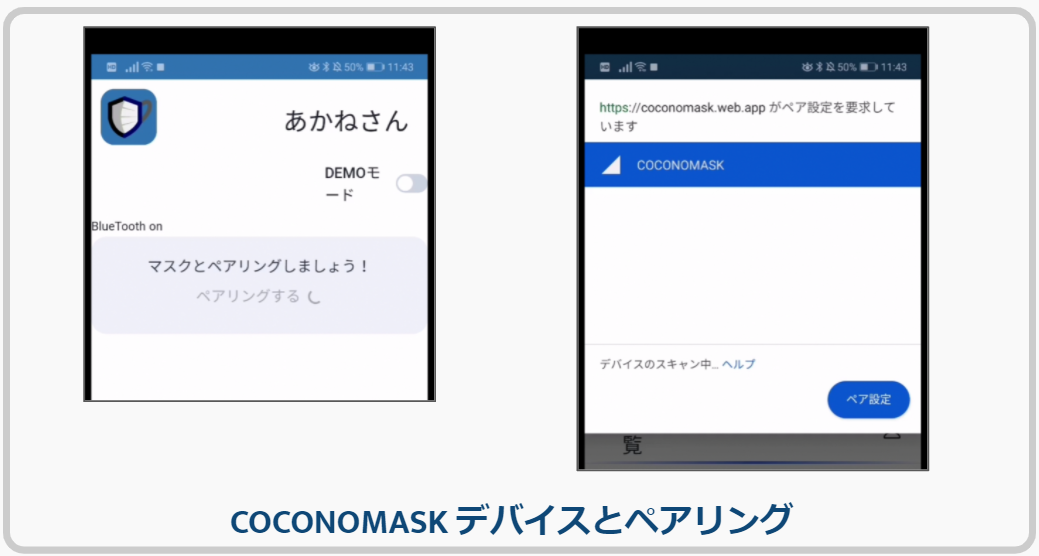 50% 11:43
あかねさん
DEMOモ
ード
BlueTooth on
マスクとペアリングしましょう！
ペアリングする
50% 11:43
https://coconomask.web.app がペア設定を要求して
います
COCONOMASK
デバイスのスキャン中… ヘルプ
ペア設定
覧
COCONOMASK デバイスとペアリング